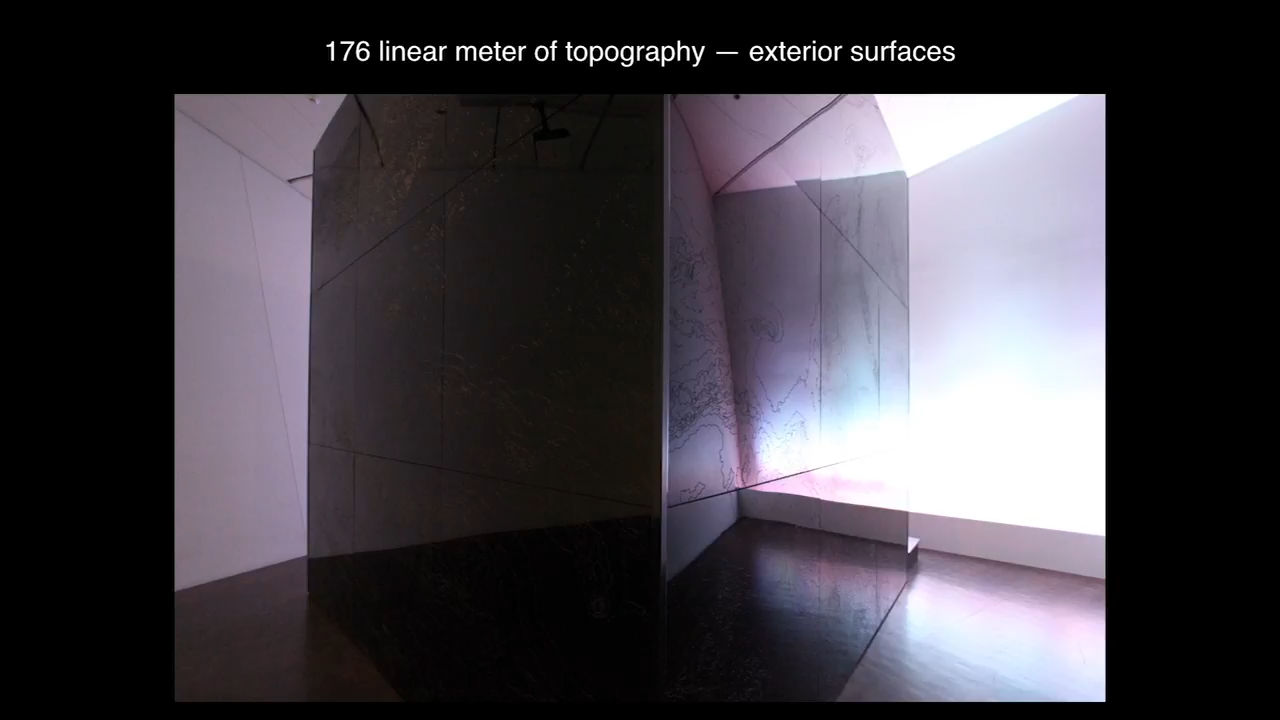 176 linear meter of topography — exterior surfaces